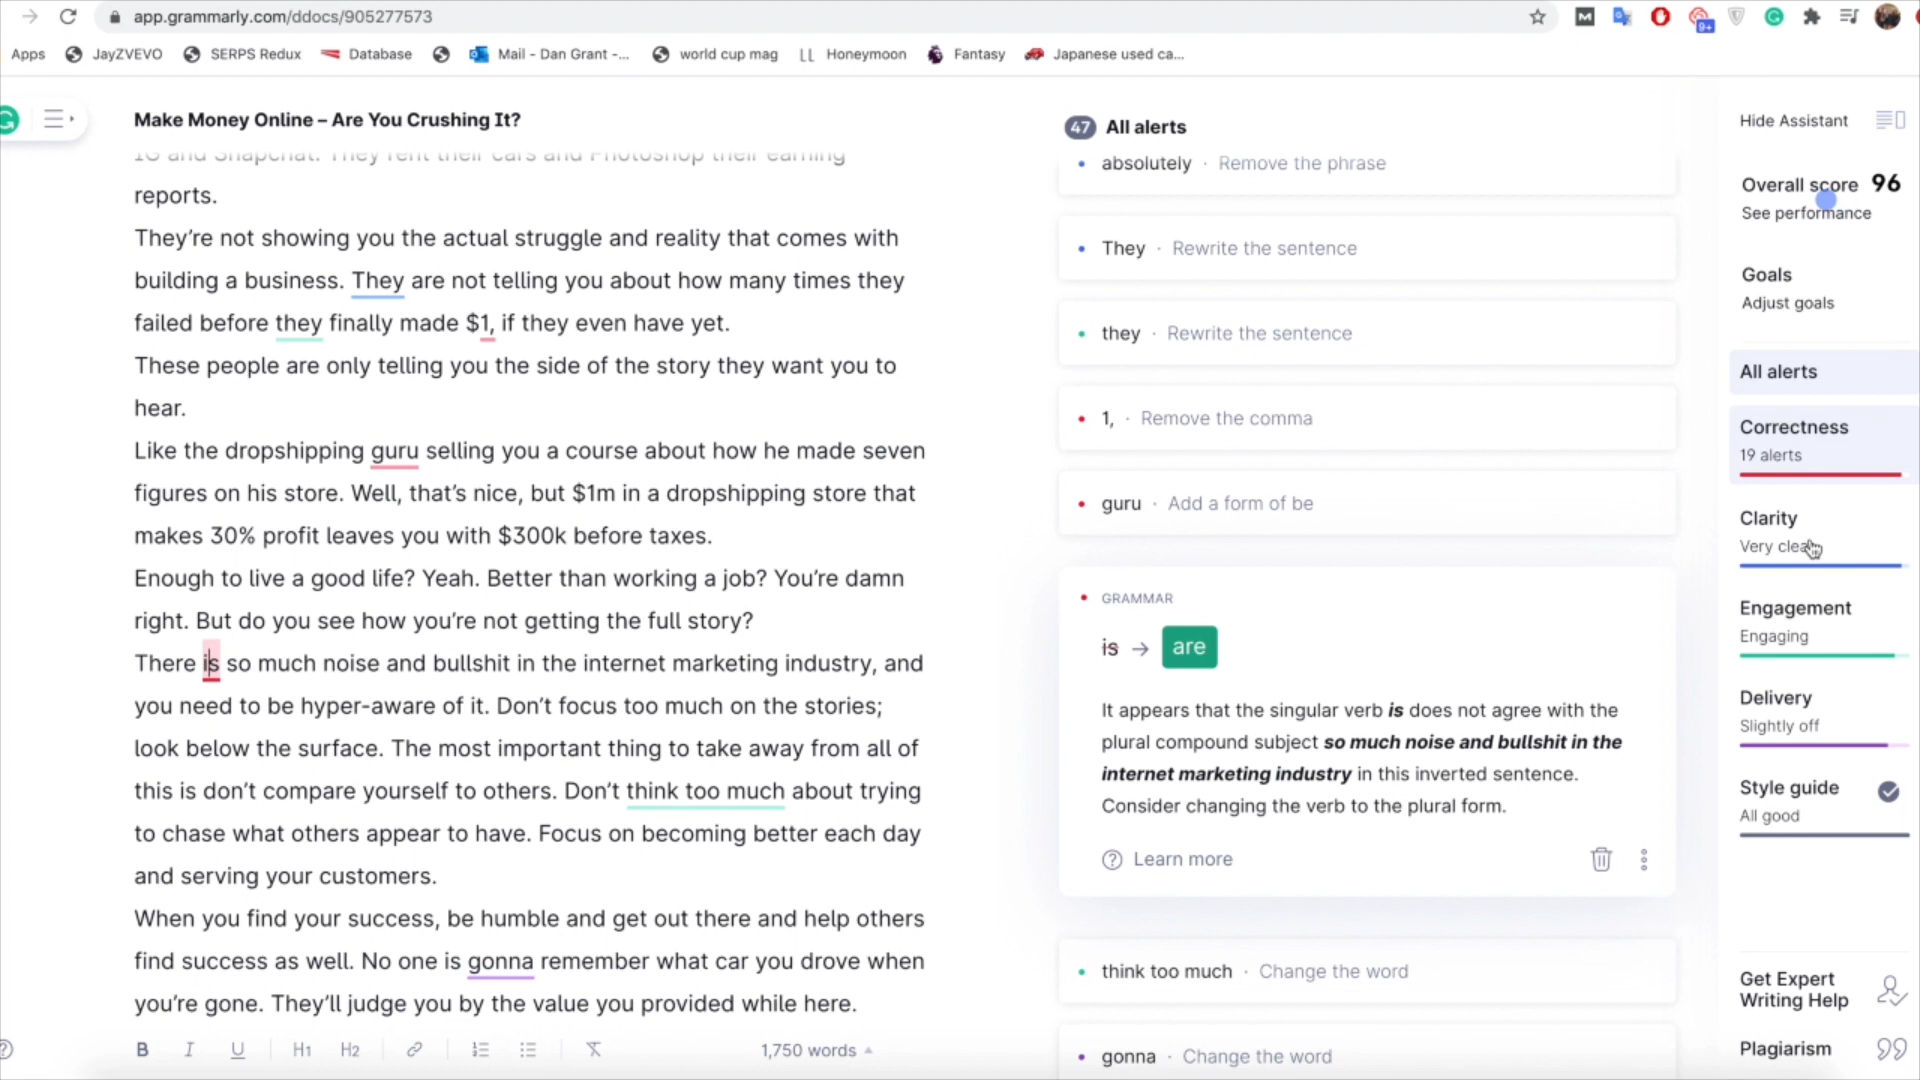 app.grammarly.com/ddocs/905277573
9+
Apps JayZVEVO SERPS Redux Database Mail - Dan Grant -... world cup mag Honeymoon Fantasy Japanese used ca...
Make Money Online – Are You Crushing It?
IG and Snapchat. They rent their cars and Photoshop their earning
reports.
They’re not showing you the actual struggle and reality that comes with
building a business. They are not telling you about how many times they
failed before they finally made $1, if they even have yet.
These people are only telling you the side of the story they want you to
hear.
Like the dropshipping guru selling you a course about how he made seven
figures on his store. Well, that’s nice, but $1m in a dropshipping store that
makes 30% profit leaves you with $300k before taxes.
Enough to live a good life? Yeah. Better than working a job? You’re damn
right. But do you see how you’re not getting the full story?
There is so much noise and bullshit in the internet marketing industry, and
you need to be hyper-aware of it. Don’t focus too much on the stories;
look below the surface. The most important thing to take away from all of
this is don’t compare yourself to others. Don’t think too much about trying
to chase what others appear to have. Focus on becoming better each day
and serving your customers.
When you find your success, be humble and get out there and help others
find success as well. No one is gonna remember what car you drove when
you’re gone. They’ll judge you by the value you provided while here.
B I U H1 H2 1,750 words
47 All alerts
absolutely · Remove the phrase
They · Rewrite the sentence
they · Rewrite the sentence
1, · Remove the comma
guru · Add a form of be
GRAMMAR
is → are
It appears that the singular verb is does not agree with the
plural compound subject so much noise and bullshit in the
internet marketing industry in this inverted sentence.
Consider changing the verb to the plural form.
Learn more
think too much · Change the word
gonna · Change the word
Hide Assistant
Overall score 96
See performance
Goals
Adjust goals
All alerts
Correctness
19 alerts
Clarity
Very clear
Engagement
Engaging
Delivery
Slightly off
Style guide
All good
Get Expert
Writing Help
Plagiarism